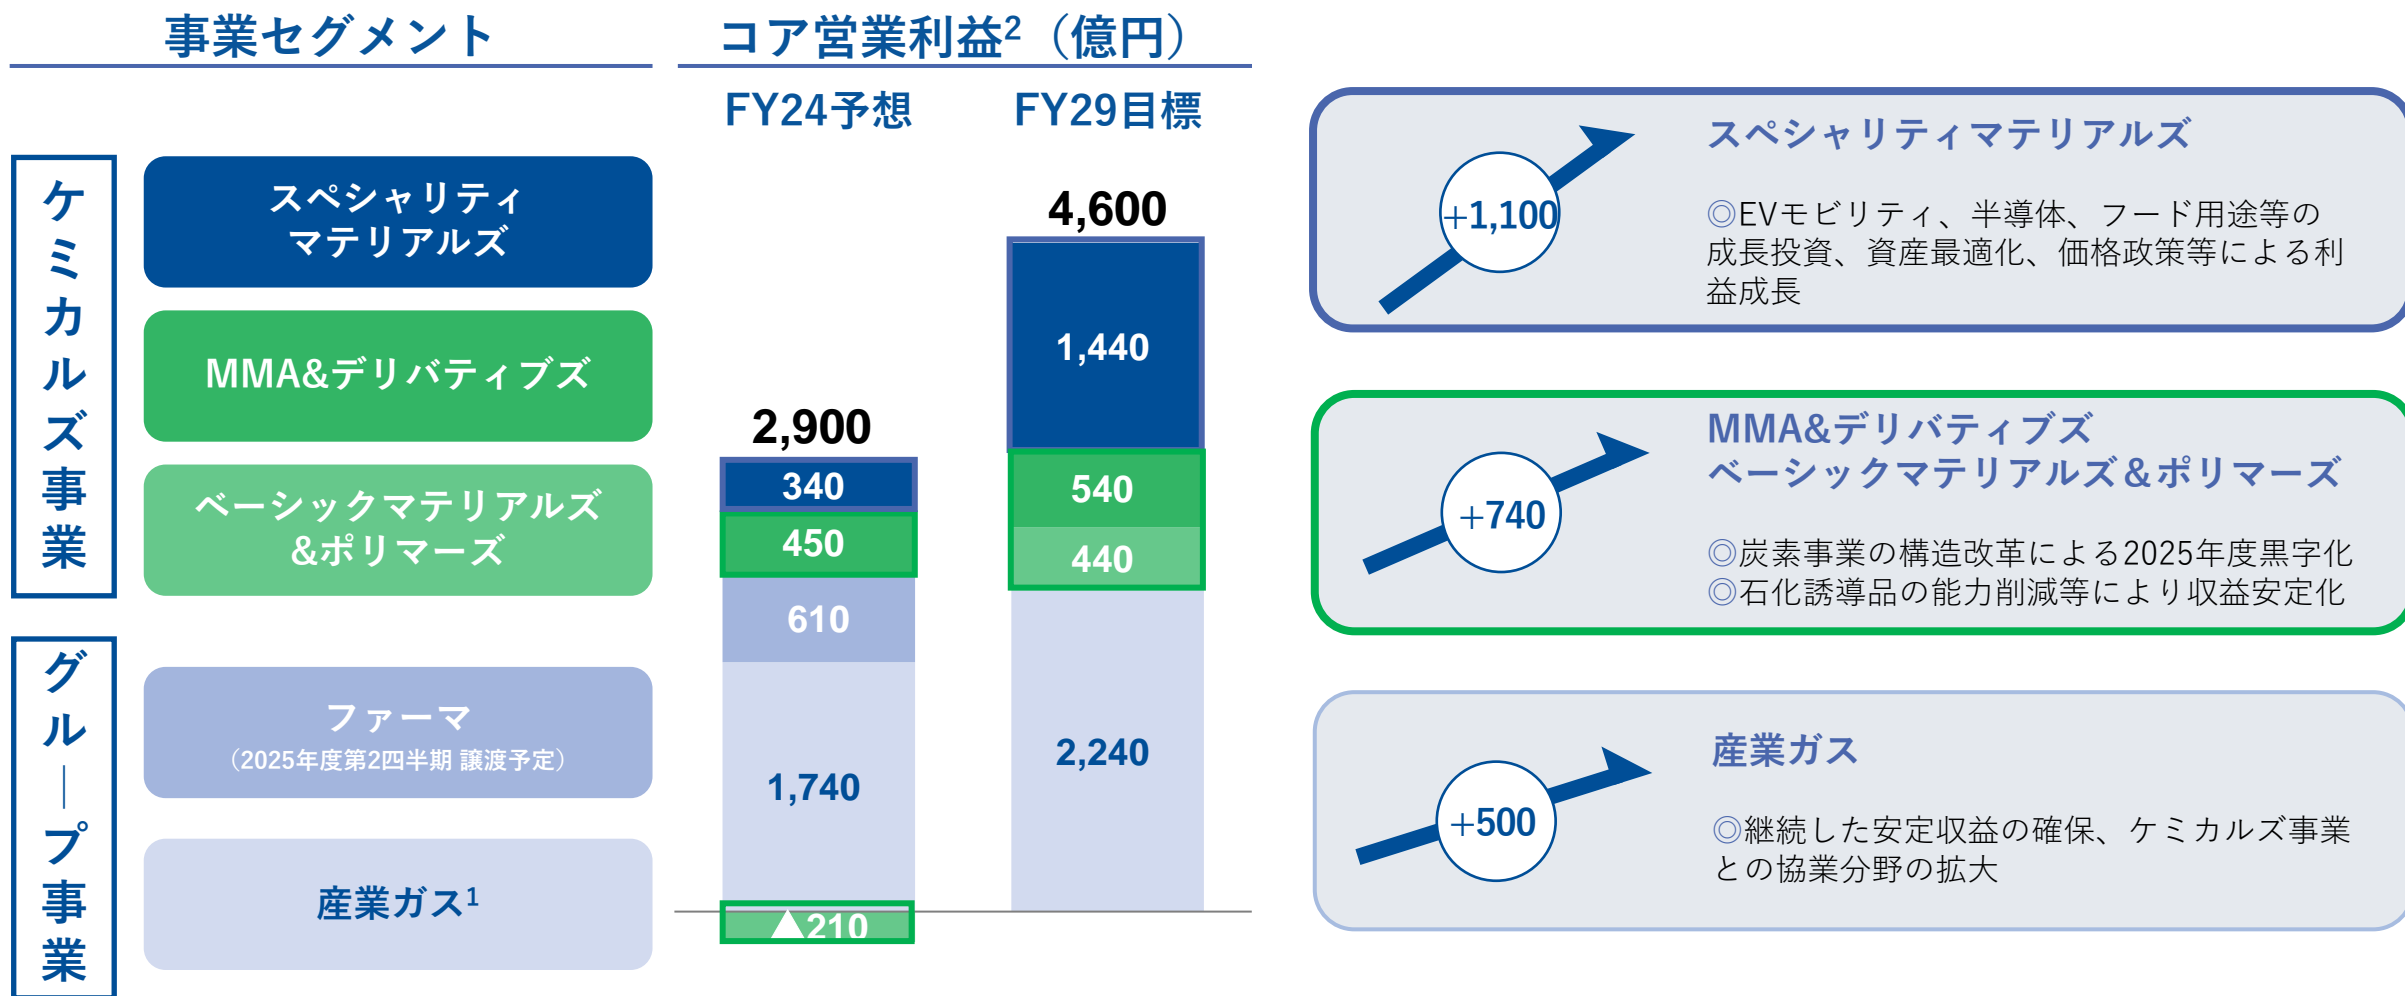 事業セグメント
コア営業利益2（億円）
FY24予想
FY29目標
ケミカルズ事業
スペシャリティ
マテリアルズ
MMA&デリバティブズ
ベーシックマテリアルズ
&ポリマーズ
グループ事業
ファーマ
（2025年度第2四半期 譲渡予定）
産業ガス1
2,900
340
450
610
1,740
▲210
4,600
1,440
540
440
2,240
+1,100
スペシャリティマテリアルズ
◎EVモビリティ、半導体、フード用途等の
成長投資、資産最適化、価格政策等による利
益成長
+740
MMA&デリバティブズ
ベーシックマテリアルズ＆ポリマーズ
◎炭素事業の構造改革による2025年度黒字化
◎石化誘導品の能力削減等により収益安定化
+500
産業ガス
◎継続した安定収益の確保、ケミカルズ事業
との協業分野の拡大